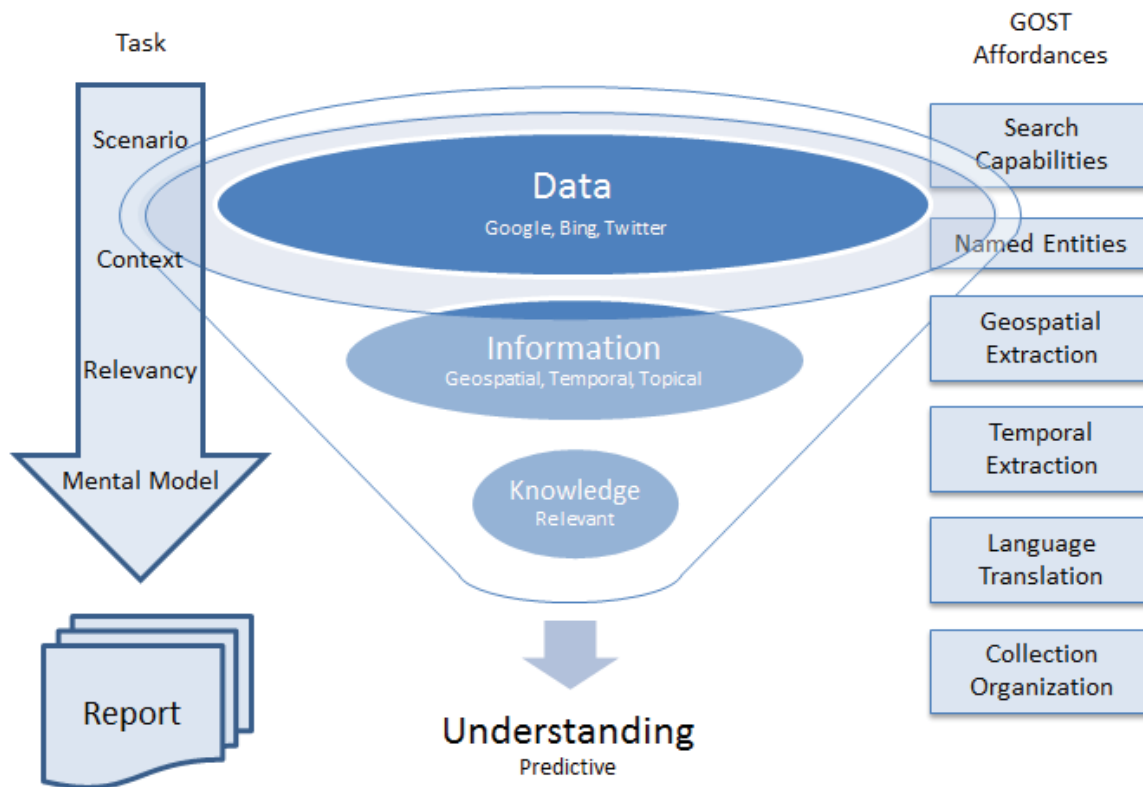 Task
Scenario
Context
Relevancy
Mental Model
Report
Data
Google, Bing, Twitter
Information
Geospatial, Temporal, Topical
Knowledge
Relevant
Understanding
Predictive
GOST
Affordances
Search
Capabilities
Named Entities
Geospatial
Extraction
Temporal
Extraction
Language
Translation
Collection
Organization